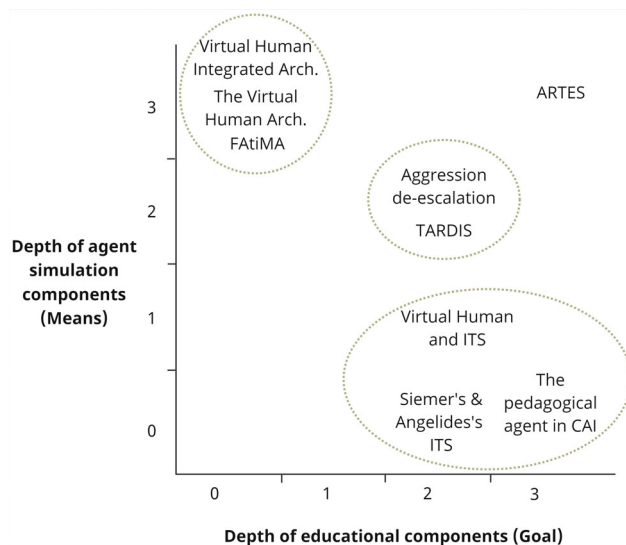 Virtual Human
Integrated Arch.
The Virtual
Human Arch.
FAtiMA
ARTES
Aggression
de-escalation
TARDIS
Virtual Human
and ITS
Siemer's &
Angelides's
ITS
The
pedagogical
agent in CAI
Depth of agent
simulation
components
(Means)
3
2
1
0
0
1
2
3
Depth of educational components (Goal)